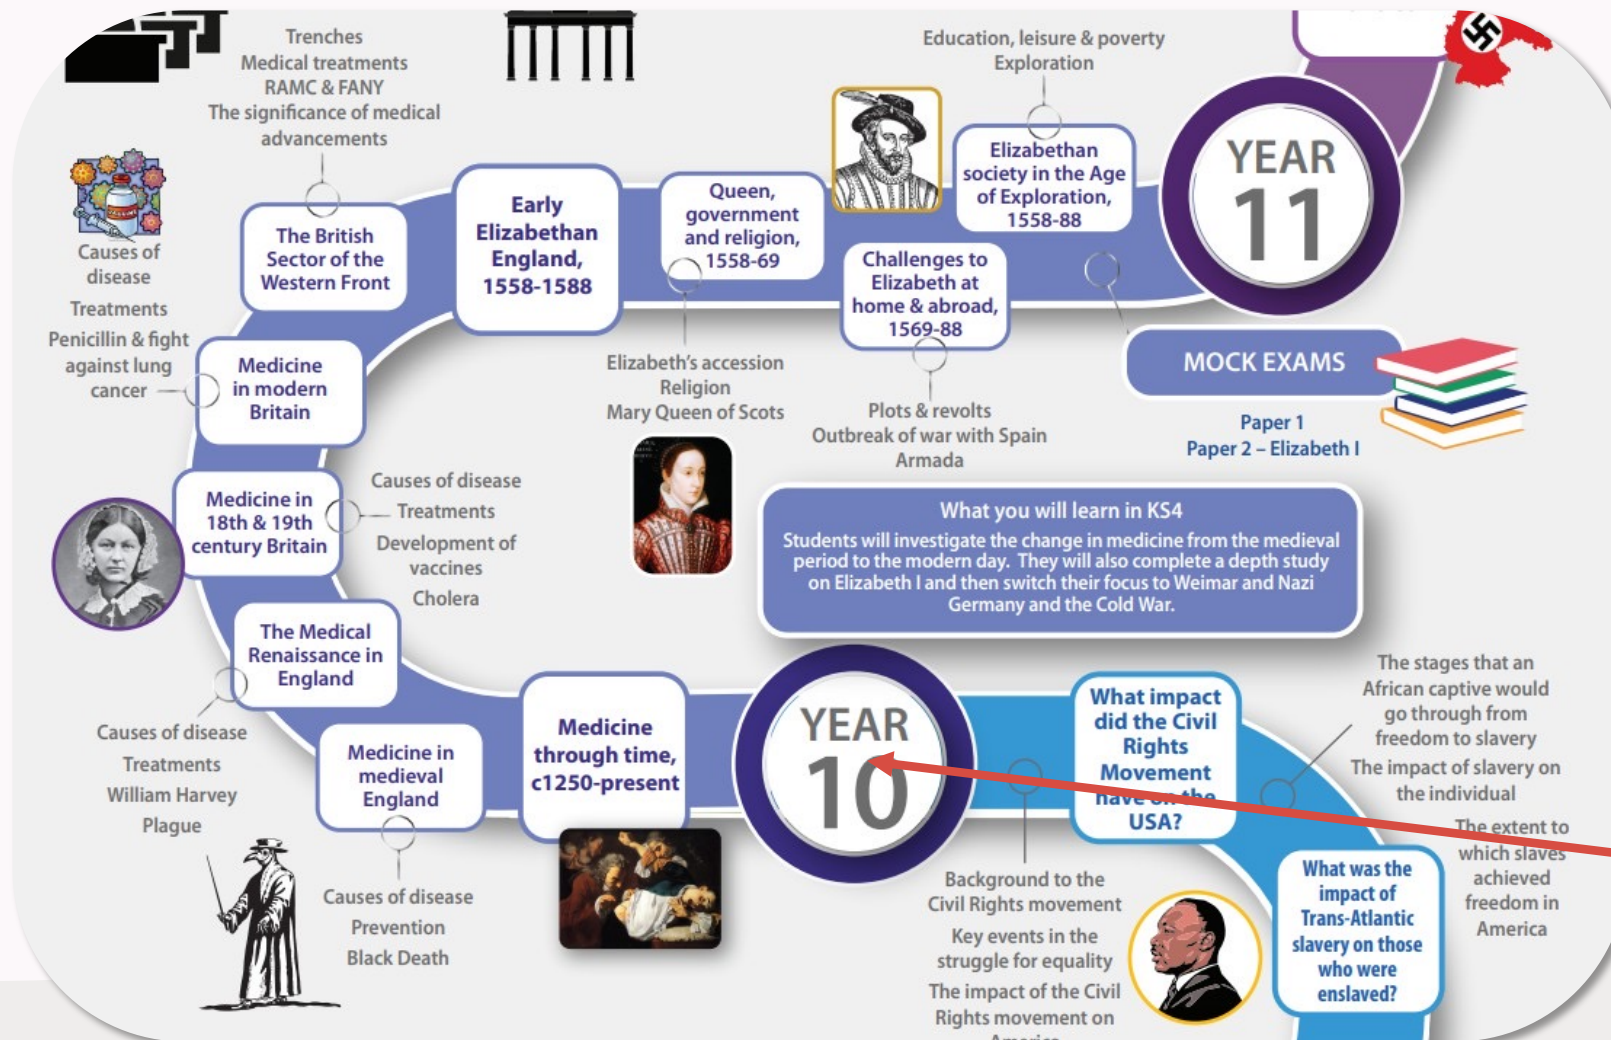 Trenches
Medical treatments
RAMC & FANY
The significance of medical
advancements
Education, leisure & poverty
Exploration
YEAR
11
Elizabethan
society in the Age
of Exploration,
1558-88
Queen,
government
and religion,
1558-69
Early
Elizabethan
England,
1558-1588
The British
Sector of the
Western Front
Causes of
disease
Treatments
Penicillin & fight
against lung
cancer
Challenges to
Elizabeth at
home & abroad,
1569-88
Medicine
in modern
Britain
Elizabeth's accession
Religion
Mary Queen of Scots
Plots & revolts
Outbreak of war with Spain
Armada
MOCK EXAMS
Paper 1
Paper 2 – Elizabeth I
Medicine in
18th & 19th
century Britain
Causes of disease
Treatments
Development of
vaccines
Cholera
What you will learn in KS4
Students will investigate the change in medicine from the medieval
period to the modern day. They will also complete a depth study
on Elizabeth I and then switch their focus to Weimar and Nazi
Germany and the Cold War.
The Medical
Renaissance in
England
Causes of disease
Treatments
William Harvey
Plague
Medicine in
medieval
England
Causes of disease
Prevention
Black Death
Medicine
through time,
c1250-present
YEAR
10
What impact
did the Civil
Rights
Movement
have on the
USA?
The stages that an
African captive would
go through from
freedom to slavery
The impact of slavery on
the individual
The extent to
which slaves
achieved
freedom in
America
Background to the
Civil Rights movement
Key events in the
struggle for equality
The impact of the Civil
Rights movement on
America
What was the
impact of
Trans-Atlantic
slavery on those
who were
enslaved?